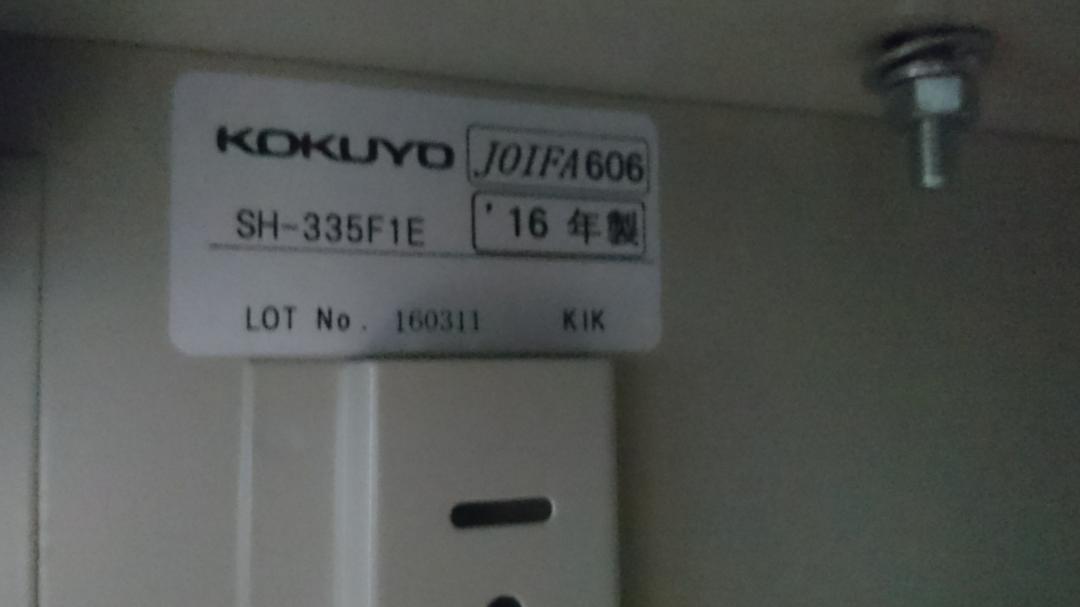 KOKUYO JOIFA606
SH-335F1E '16 年製
LOT No. 160311 KIK